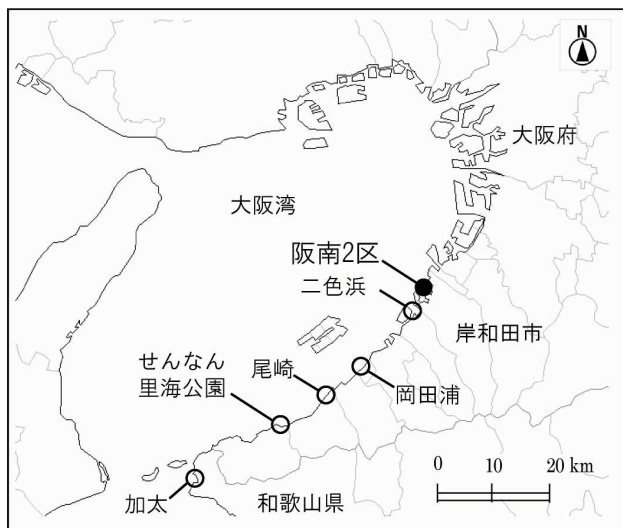 N
大阪府
大阪湾
阪南2区
二色浜
岸和田市
せんなん
里海公園
尾崎
岡田浦
加太
和歌山県
0 10 20 km